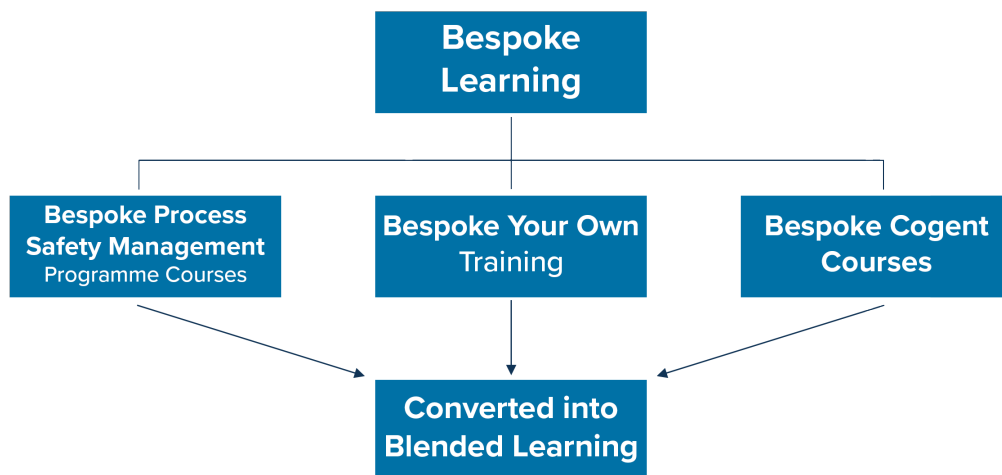 Bespoke
Learning
Bespoke Process
Safety Management
Programme Courses
Bespoke Your Own
Training
Bespoke Cogent
Courses
Converted into
Blended Learning